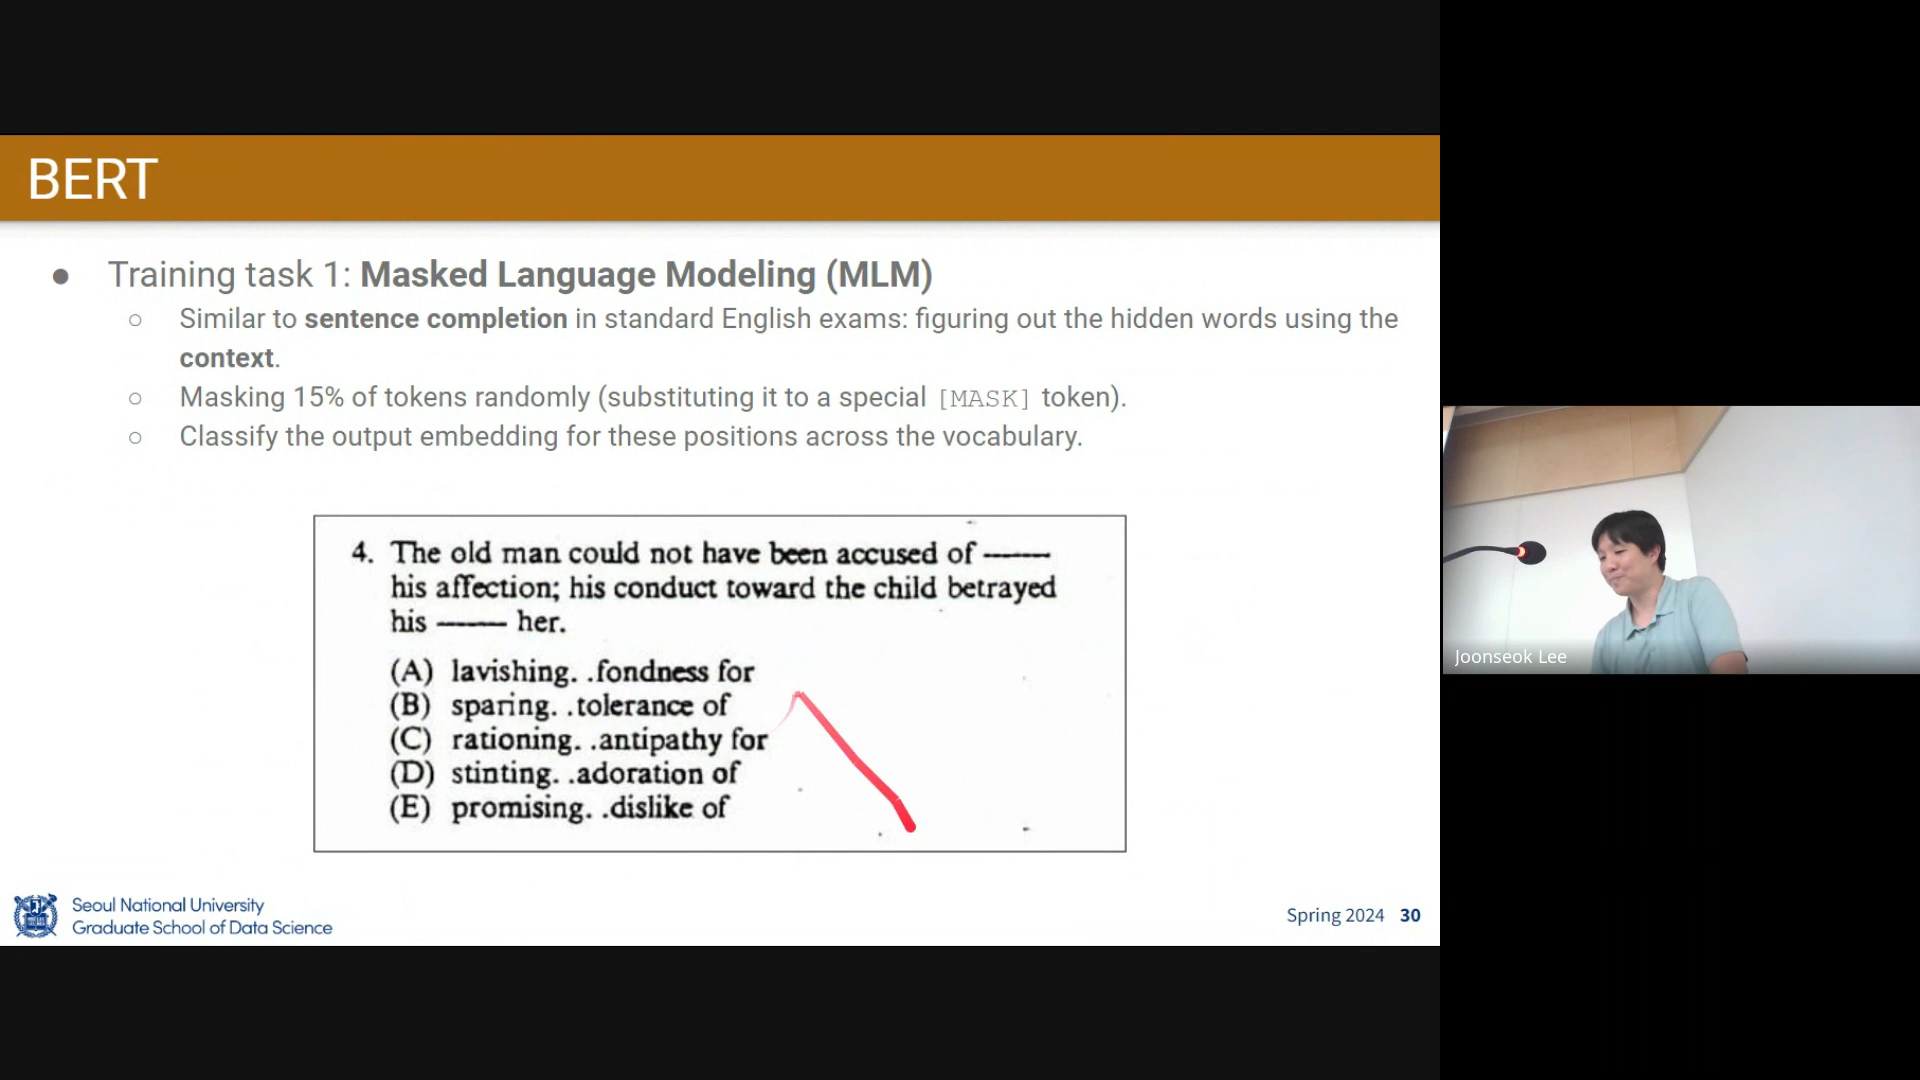 BERT
● Training task 1: Masked Language Modeling (MLM)
○ Similar to sentence completion in standard English exams: figuring out the hidden words using the
context.
○ Masking 15% of tokens randomly (substituting it to a special [MASK] token).
○ Classify the output embedding for these positions across the vocabulary.
4. The old man could not have been accused of ——
his affection; his conduct toward the child betrayed
his —— her.
(A) lavishing. .fondness for
(B) sparing. .tolerance of
(C) rationing. .antipathy for
(D) stinting. .adoration of
(E) promising. .dislike of
Seoul National University
Graduate School of Data Science
Spring 2024 30
Joonseok Lee